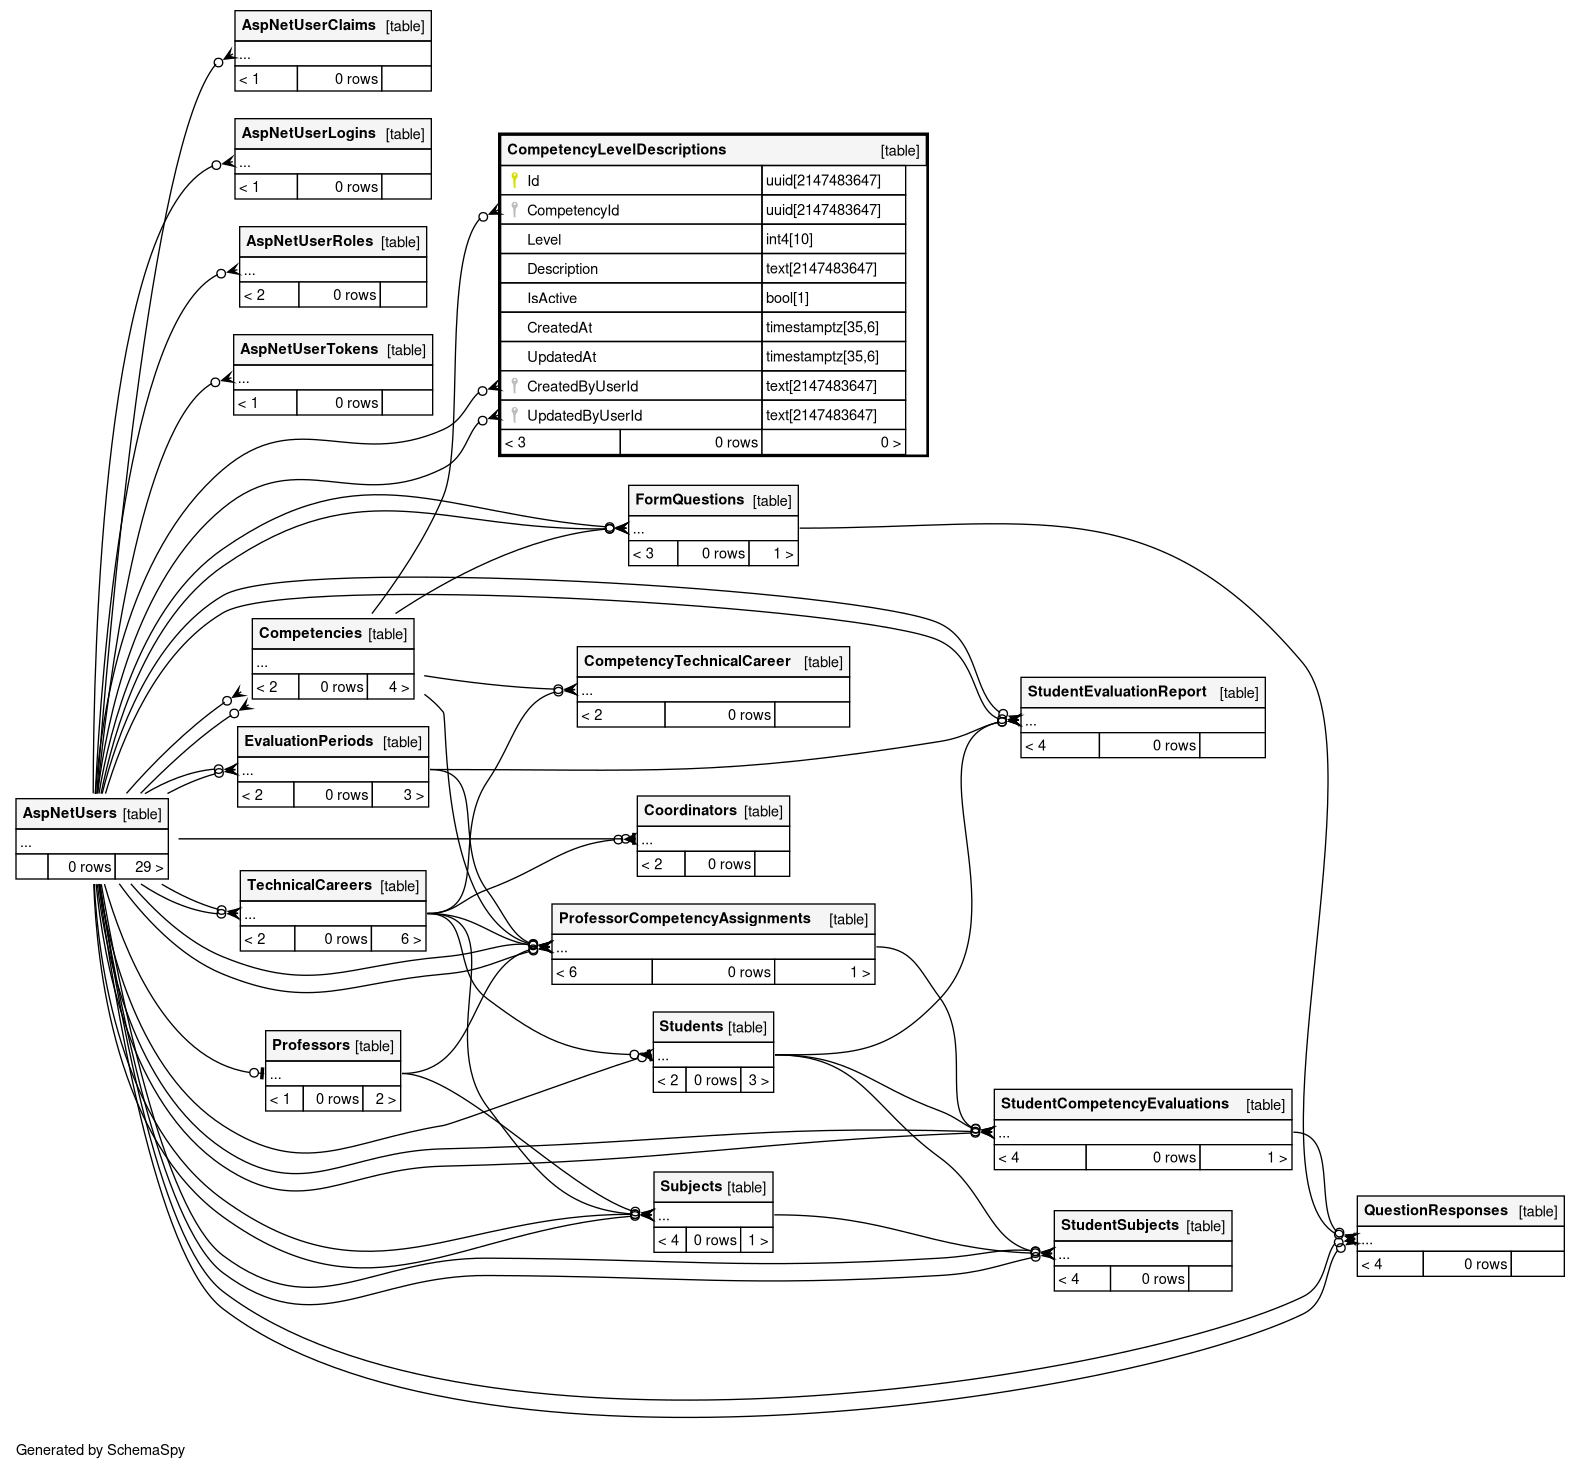 AspNetUserClaims [table]
...
< 1 0 rows
AspNetUserLogins [table]
...
< 1 0 rows
AspNetUserRoles [table]
...
< 2 0 rows
AspNetUserTokens [table]
...
< 1 0 rows
CompetencyLevelDescriptions [table]
Id uuid[2147483647]
CompetencyId uuid[2147483647]
Level int4[10]
Description text[2147483647]
IsActive bool[1]
CreatedAt timestamptz[35,6]
UpdatedAt timestamptz[35,6]
CreatedByUserId text[2147483647]
UpdatedByUserId text[2147483647]
< 3 0 rows 0 >
FormQuestions [table]
...
< 3 0 rows 1 >
Competencies [table]
...
< 2 0 rows 4 >
CompetencyTechnicalCareer [table]
...
< 2 0 rows
StudentEvaluationReport [table]
...
< 4 0 rows
EvaluationPeriods [table]
...
< 2 0 rows 3 >
AspNetUsers [table]
...
0 rows 29 >
Coordinators [table]
...
< 2 0 rows
TechnicalCareers [table]
...
< 2 0 rows 6 >
ProfessorCompetencyAssignments [table]
...
< 6 0 rows 1 >
Professors [table]
...
< 1 0 rows 2 >
Students [table]
...
< 2 0 rows 3 >
StudentCompetencyEvaluations [table]
...
< 4 0 rows 1 >
Subjects [table]
...
< 4 0 rows 1 >
StudentSubjects [table]
...
< 4 0 rows
QuestionResponses [table]
...
< 4 0 rows
Generated by SchemaSpy